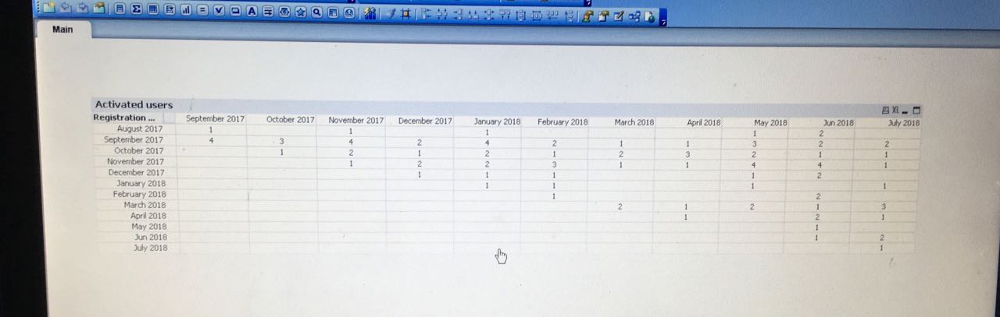 Main
Activated users XL
Registration ... September 2017 October 2017 November 2017 December 2017 January 2018 February 2018 March 2018 April 2018 May 2018 Jun 2018 July 2018
August 2017 1 1 1 1 2
September 2017 4 3 4 2 4 2 1 1 3 2 2
October 2017 1 2 1 2 1 2 3 2 1 1
November 2017 1 2 2 3 1 1 4 4 1
December 2017 1 1 1 1 2
January 2018 1 1 1 1
February 2018 1 2
March 2018 2 1 2 1 3
April 2018 1 2 1
May 2018 1
Jun 2018 1 2
July 2018 1